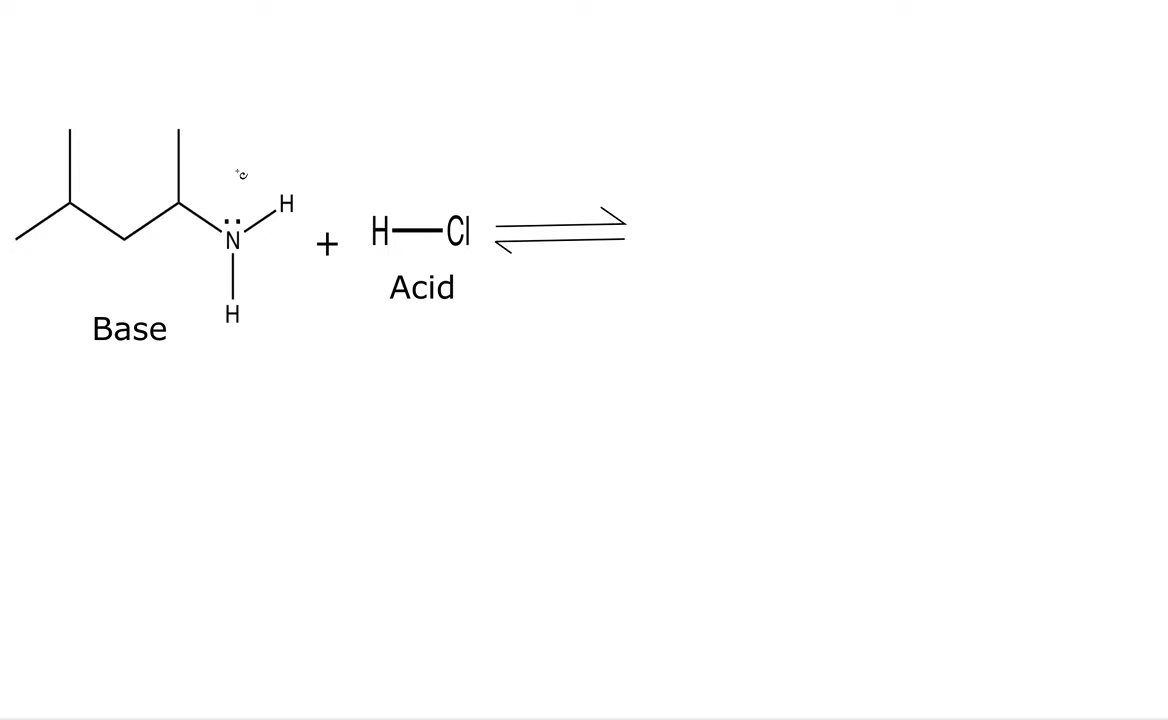 H
N + H Cl
Acid
H
Base